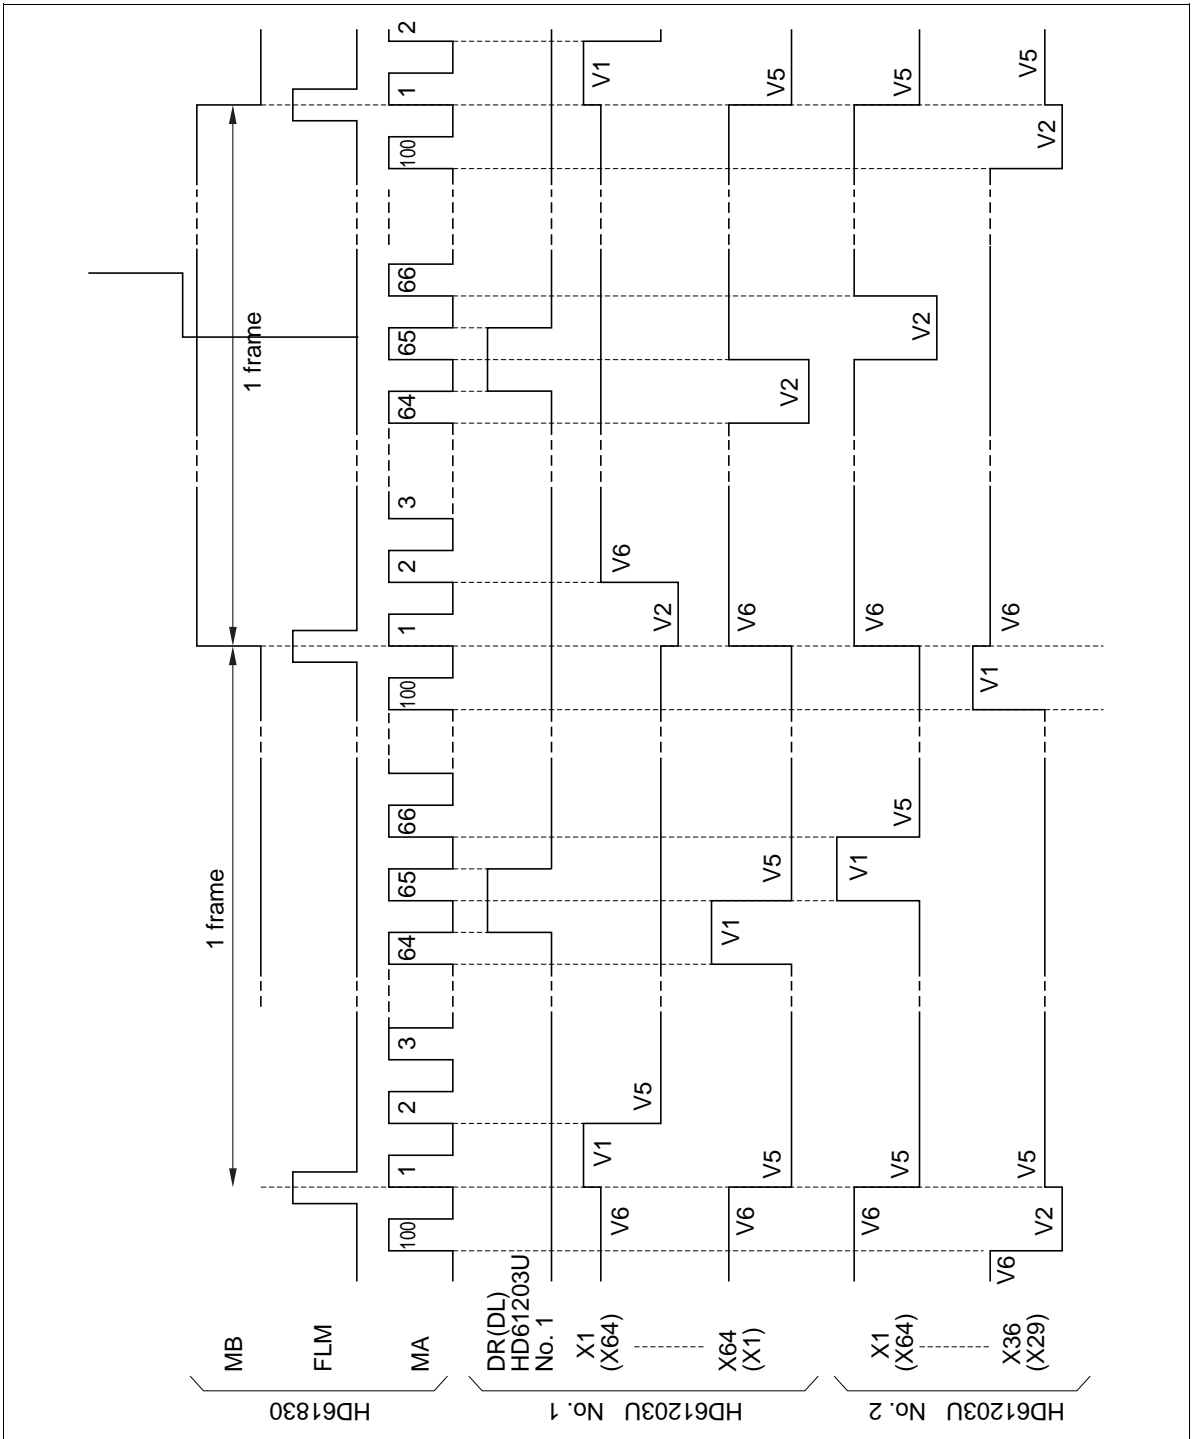 HD61830
MB 1 frame 1 frame
FLM
MA 100 1 2 3 64 65 66 100 1 2 3 64 65 66 100 1 2
HD61203U No. 1
DR(DL)
HD61203U
No. 1
X1
(X64)
V6 V1 V5 V2 V6 V1
X64
(X1)
V6 V5 V1 V5 V6 V2 V5
HD61203U No. 2
X1
(X64)
V6 V5 V1 V5 V6 V2 V5
X36
(X29)
V6 V2 V5 V1 V6 V2 V5